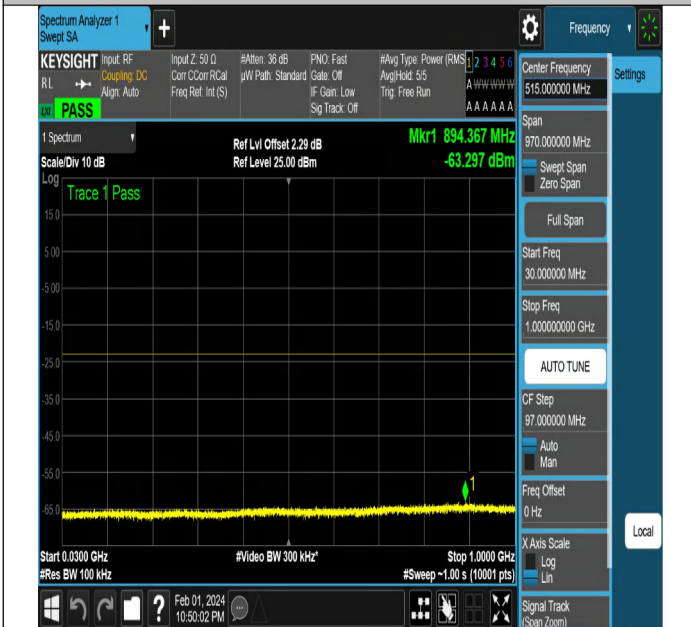 Spectrum Analyzer 1
Swept SA
+
Frequency
KEYSIGHT
RL
LXI
PASS
Input: RF
Coupling: DC
Align: Auto
Input Z: 50 Ω
Corr CCorr RCal
Freq Ref: Int (S)
#Atten: 36 dB
µW Path: Standard
PNO: Fast
Gate: Off
IF Gain: Low
Sig Track: Off
#Avg Type: Power (RMS
Avg|Hold: 5/5
Trig: Free Run
1 2 3 4 5 6
A W W W W W
A A A A A A
1 Spectrum
Scale/Div 10 dB
Ref Lvl Offset 2.29 dB
Ref Level 25.00 dBm
Mkr1 894.367 MHz
-63.297 dBm
Log
Trace 1 Pass
15.0
5.00
-5.00
-15.0
-25.0
-35.0
-45.0
-55.0
-65.0
1
Start 0.0300 GHz
#Res BW 100 kHz
#Video BW 300 kHz*
Stop 1.0000 GHz
#Sweep ~1.00 s (10001 pts)
Feb 01, 2024
10:50:02 PM
Center Frequency
515.000000 MHz
Settings
Span
970.000000 MHz
Swept Span
Zero Span
Full Span
Start Freq
30.000000 MHz
Stop Freq
1.000000000 GHz
AUTO TUNE
CF Step
97.000000 MHz
Auto
Man
Freq Offset
0 Hz
Local
X Axis Scale
Log
Lin
Signal Track
(Span Zoom)